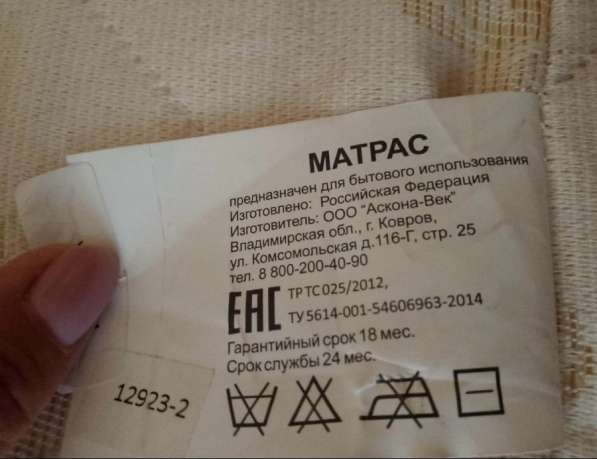 МАТРАС
предназначен для бытового использования
Изготовлено: Российская Федерация
Изготовитель: ООО "Аскона-Век"
Владимирская обл., г. Ковров,
ул. Комсомольская д.116-Г, стр. 25
тел. 8 800-200-40-90
ЕАС ТР ТС 025/2012,
ТУ 5614-001-54606963-2014
Гарантийный срок 18 мес.
Срок службы 24 мес.
12923-2